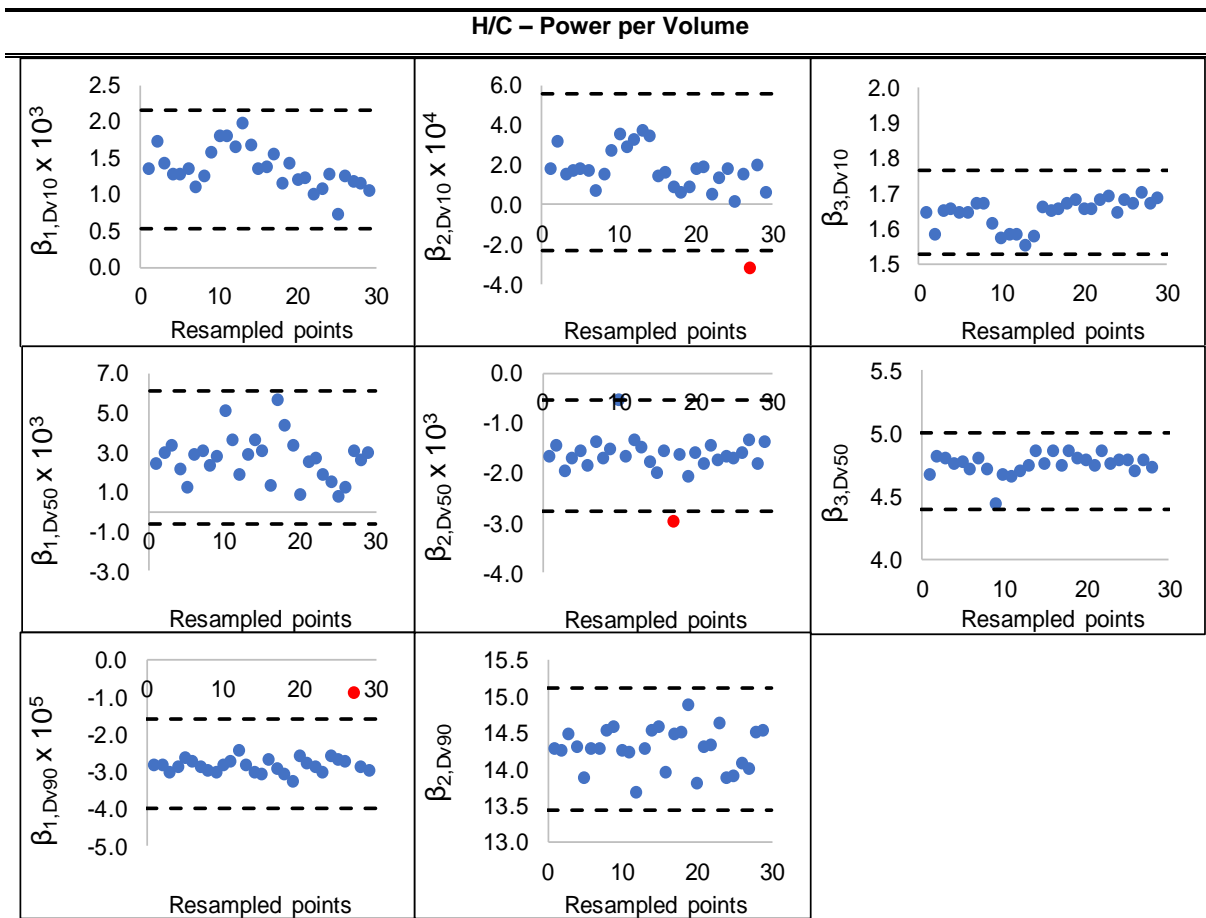 H/C – Power per Volume
β1,Dv10 x 10³
2.5
2.0
1.5
1.0
0.5
0.0
0 10 20 30
Resampled points
β2,Dv10 x 10⁴
6.0
4.0
2.0
0.0
-2.0
-4.0
0 10 20 30
Resampled points
β3,Dv10
2.0
1.9
1.8
1.7
1.6
1.5
0 10 20 30
Resampled points
β1,Dv50 x 10³
7.0
5.0
3.0
1.0
-1.0
-3.0
0 10 20 30
Resampled points
β2,Dv50 x 10³
0.0
-1.0
-2.0
-3.0
-4.0
0 10 20 30
Resampled points
β3,Dv50
5.5
5.0
4.5
4.0
0 10 20 30
Resampled points
β1,Dv90 x 10⁵
0.0
-1.0
-2.0
-3.0
-4.0
-5.0
0 10 20 30
Resampled points
β2,Dv90
15.5
15.0
14.5
14.0
13.5
13.0
0 10 20 30
Resampled points